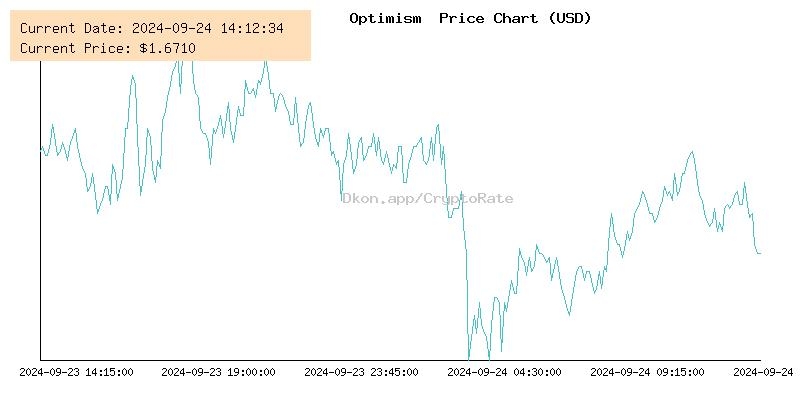 Optimism  Price Chart (USD)
Current Date: 2024-09-24 14:12:34
Current Price: $1.6710
Dkon.app/CryptoRate
2024-09-23 14:15:00 2024-09-23 19:00:00 2024-09-23 23:45:00 2024-09-24 04:30:00 2024-09-24 09:15:00 2024-09-24